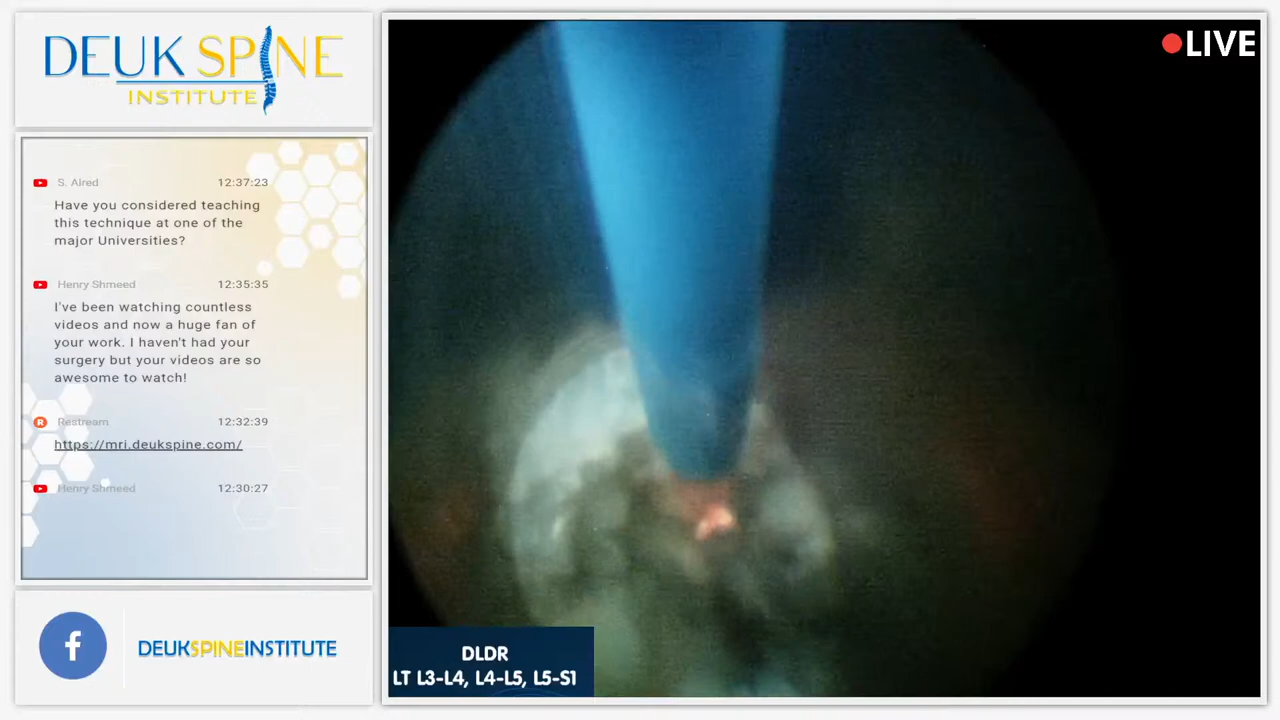 DEUK SPINE
INSTITUTE
S. Alred 12:37:23
Have you considered teaching
this technique at one of the
major Universities?
Henry Shmeed 12:35:35
I've been watching countless
videos and now a huge fan of
your work. I haven't had your
surgery but your videos are so
awesome to watch!
Restream 12:32:39
https://mri.deukspine.com/
Henry Shmeed 12:30:27
DEUKSPINEINSTITUTE
LIVE
DLDR
LT L3-L4, L4-L5, L5-S1